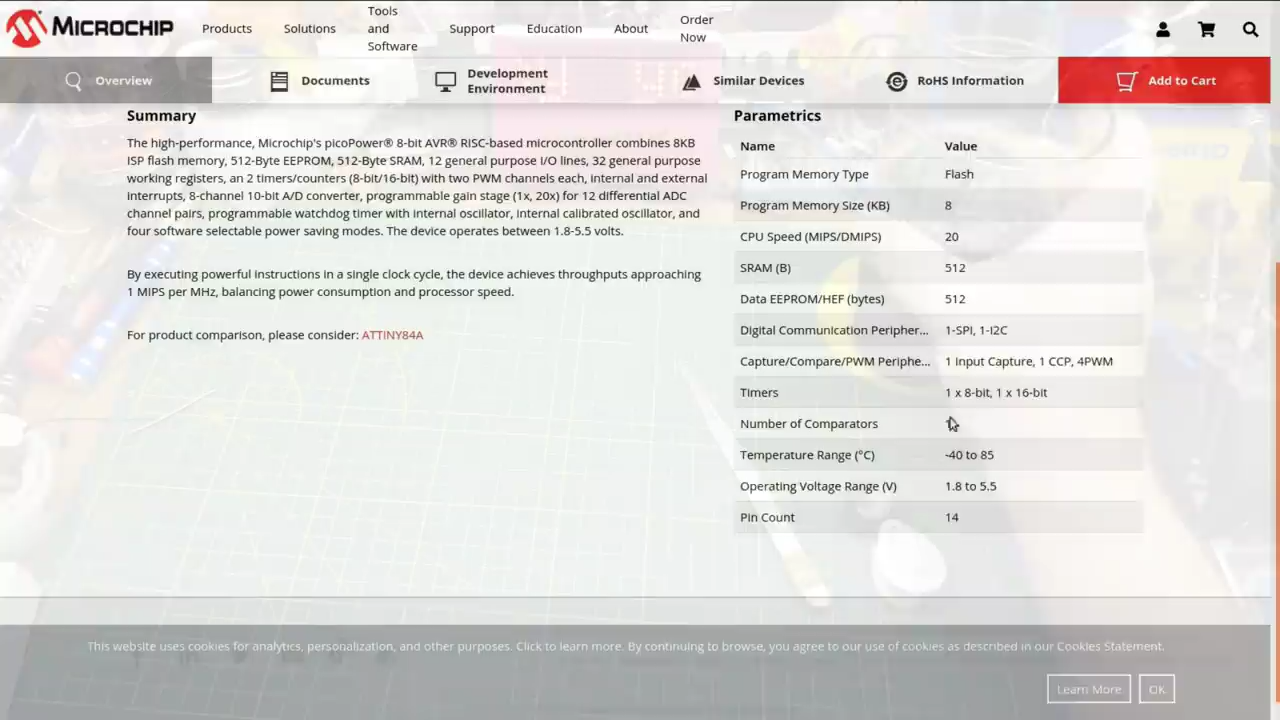 MICROCHIP
Products
Solutions
Tools
and
Software
Support
Education
About
Order
Now
Overview
Documents
Development
Environment
Similar Devices
RoHS Information
Add to Cart
Summary
The high-performance, Microchip's picoPower® 8-bit AVR® RISC-based microcontroller combines 8KB
ISP flash memory, 512-Byte EEPROM, 512-Byte SRAM, 12 general purpose I/O lines, 32 general purpose
working registers, an 2 timers/counters (8-bit/16-bit) with two PWM channels each, internal and external
interrupts, 8-channel 10-bit A/D converter, programmable gain stage (1x, 20x) for 12 differential ADC
channel pairs, programmable watchdog timer with internal oscillator, internal calibrated oscillator, and
four software selectable power saving modes. The device operates between 1.8-5.5 volts.
By executing powerful instructions in a single clock cycle, the device achieves throughputs approaching
1 MIPS per MHz, balancing power consumption and processor speed.
For product comparison, please consider: ATTINY84A
Parametrics
Name Value
Program Memory Type Flash
Program Memory Size (KB) 8
CPU Speed (MIPS/DMIPS) 20
SRAM (B) 512
Data EEPROM/HEF (bytes) 512
Digital Communication Peripher... 1-SPI, 1-I2C
Capture/Compare/PWM Periphe... 1 Input Capture, 1 CCP, 4PWM
Timers 1 x 8-bit, 1 x 16-bit
Number of Comparators
Temperature Range (°C) -40 to 85
Operating Voltage Range (V) 1.8 to 5.5
Pin Count 14
This website uses cookies for analytics, personalization, and other purposes. Click to learn more. By continuing to browse, you agree to our use of cookies as described in our Cookies Statement.
Learn More
OK